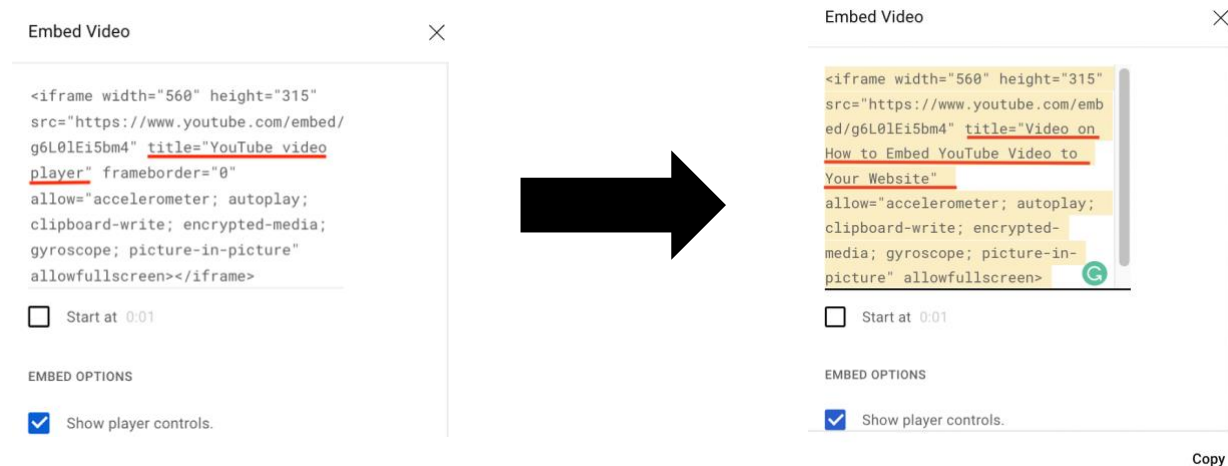 Embed Video
<iframe width="560" height="315"
src="https://www.youtube.com/embed/
g6L0lEi5bm4" title="YouTube video
player" frameborder="0"
allow="accelerometer; autoplay;
clipboard-write; encrypted-media;
gyroscope; picture-in-picture"
allowfullscreen></iframe>
Start at 0:01
EMBED OPTIONS
Show player controls.
Embed Video
<iframe width="560" height="315"
src="https://www.youtube.com/emb
ed/g6L0lEi5bm4" title="Video on
How to Embed YouTube Video to
Your Website"
allow="accelerometer; autoplay;
clipboard-write; encrypted-
media; gyroscope; picture-in-
picture" allowfullscreen>
Start at 0:01
EMBED OPTIONS
Show player controls.
Copy